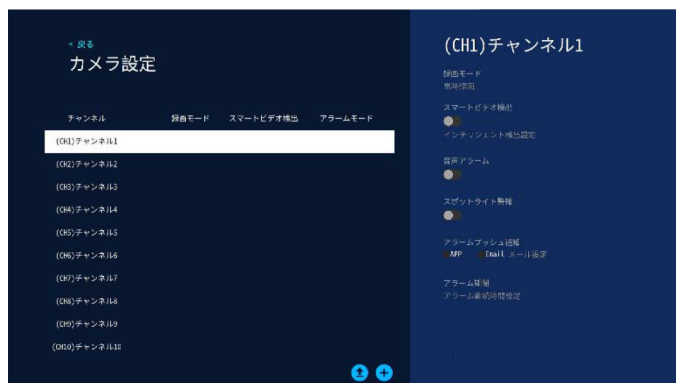 < 戻る
カメラ設定
チャンネル 録画モード スマートビデオ検出 アラームモード
(CH1)チャンネル1
(CH2)チャンネル2
(CH3)チャンネル3
(CH4)チャンネル4
(CH5)チャンネル5
(CH6)チャンネル6
(CH7)チャンネル7
(CH8)チャンネル8
(CH9)チャンネル9
(CH10)チャンネル10
(CH1)チャンネル1
録画モード
常時録画
スマートビデオ検出
インテリジェント検出設定
音声アラーム
スポットライト警報
アラームプッシュ通知
APP Email メール設定
アラーム期間
アラーム継続時間設定